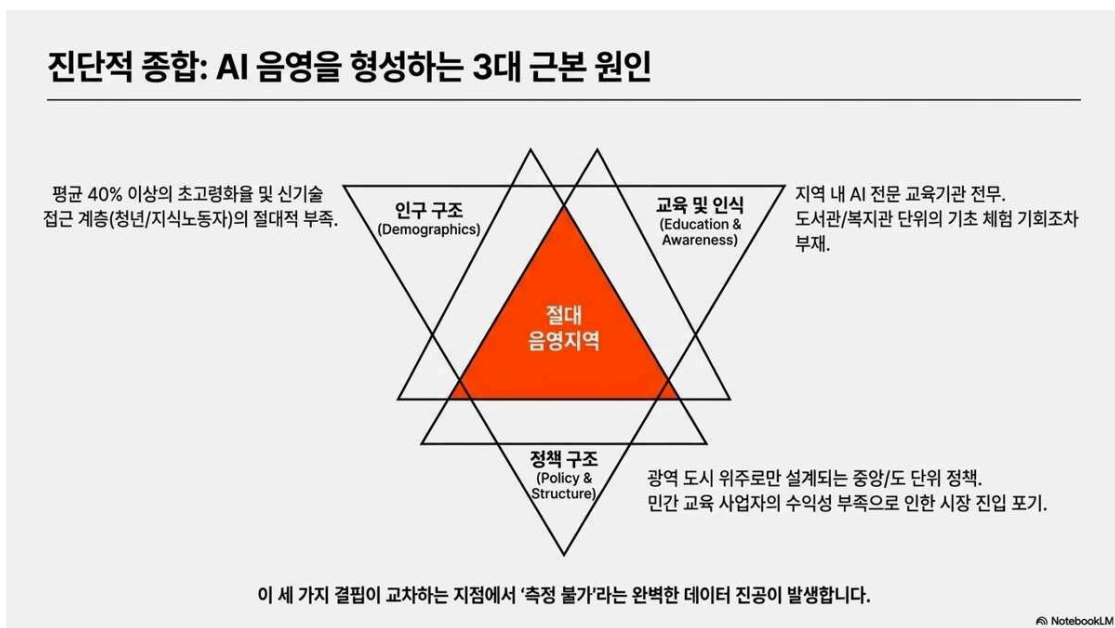 진단적 종합: AI 음영을 형성하는 3대 근본 원인
평균 40% 이상의 초고령화율 및 신기술
접근 계층(청년/지식노동자)의 절대적 부족.
인구 구조
(Demographics)
교육 및 인식
(Education &
Awareness)
지역 내 AI 전문 교육기관 전무.
도서관/복지관 단위의 기초 체험 기회조차
부재.
절대
음영지역
정책 구조
(Policy &
Structure)
광역 도시 위주로만 설계되는 중앙/도 단위 정책.
민간 교육 사업자의 수익성 부족으로 인한 시장 진입 포기.
이 세 가지 결핍이 교차하는 지점에서 ‘측정 불가’라는 완벽한 데이터 진공이 발생합니다.
NotebookLM